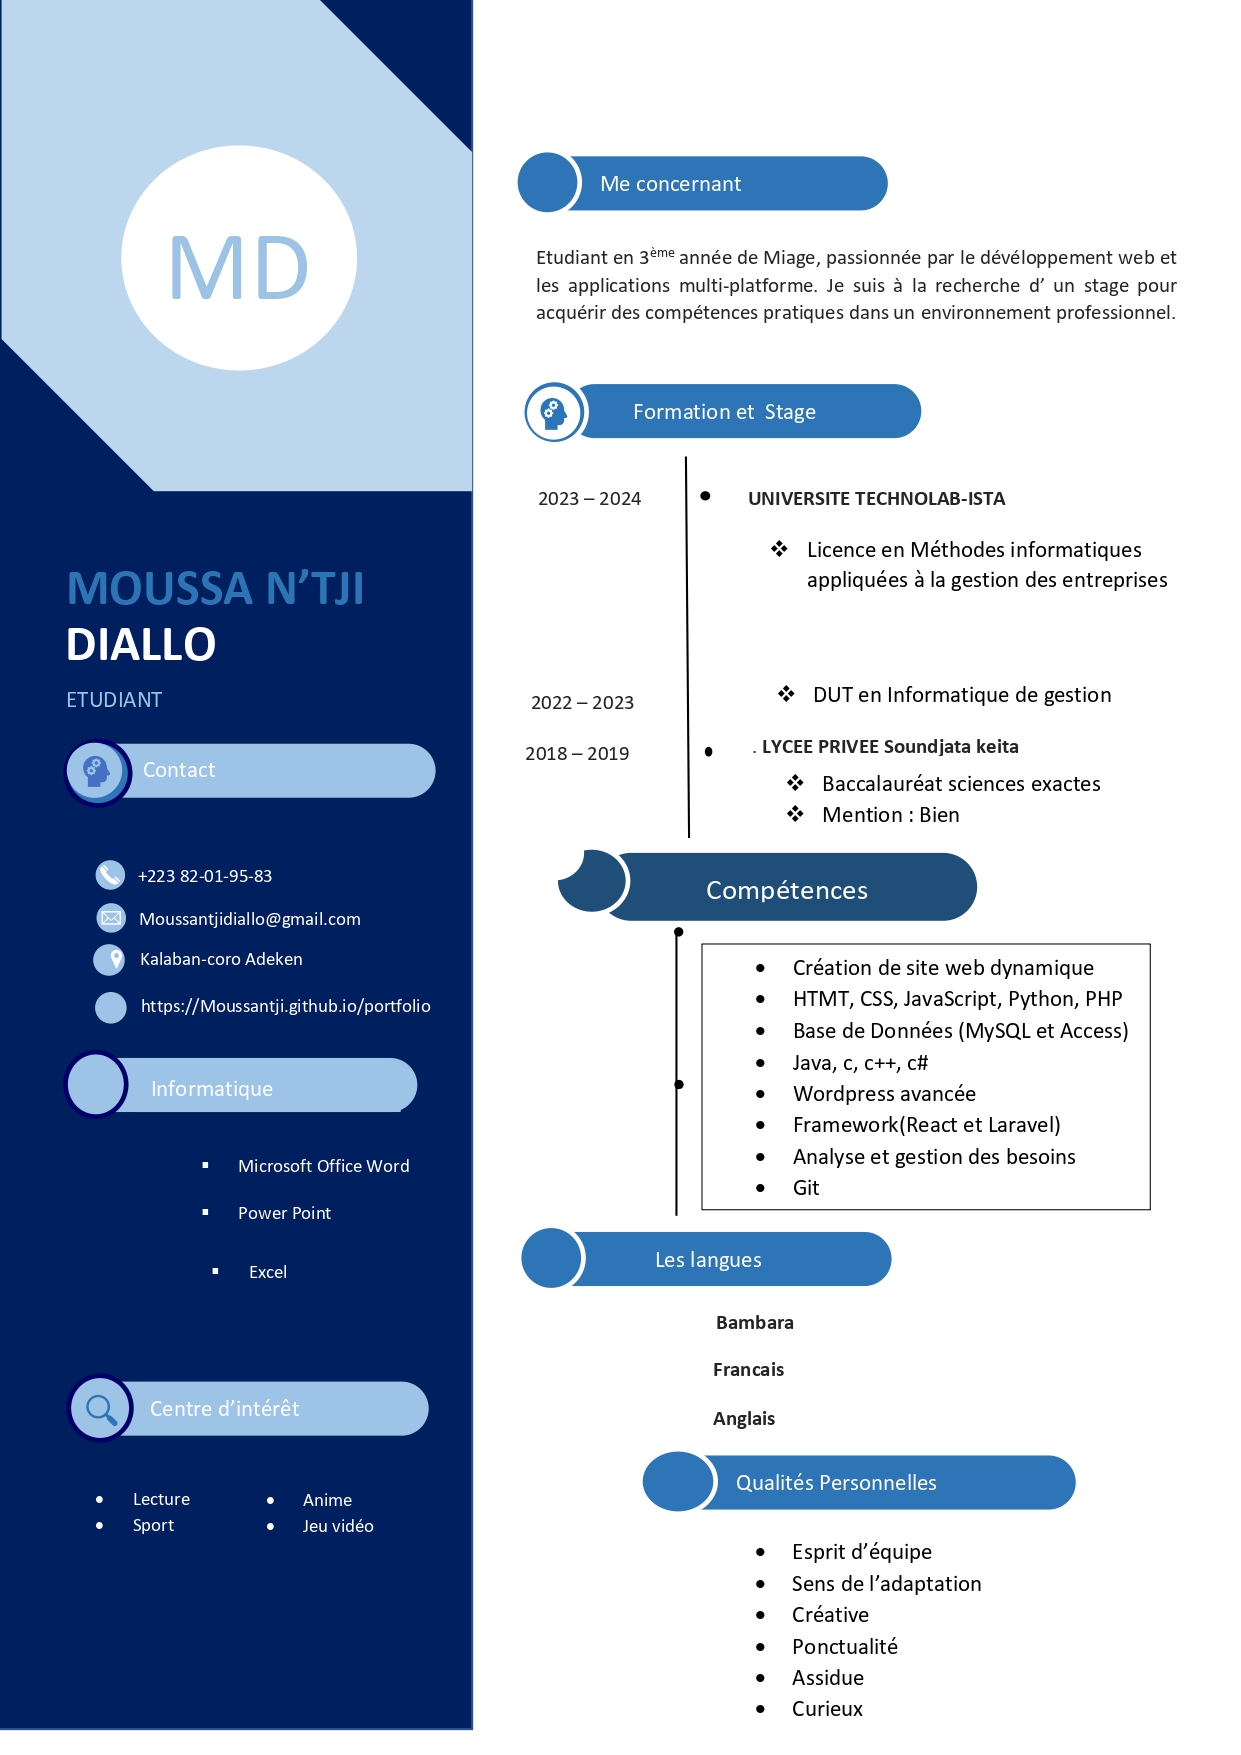 MD
MOUSSA N’TJI
DIALLO
ETUDIANT
Contact
+223 82-01-95-83
Moussantjidiallo@gmail.com
Kalaban-coro Adeken
https://Moussantji.github.io/portfolio
Informatique
Microsoft Office Word
Power Point
Excel
Centre d’intérêt
Lecture
Sport
Anime
Jeu vidéo
Me concernant
Etudiant en 3ème année de Miage, passionnée par le dévéloppement web et
les applications multi-platforme. Je suis à la recherche d’ un stage pour
acquérir des compétences pratiques dans un environnement professionnel.
Formation et Stage
2023 – 2024
UNIVERSITE TECHNOLAB-ISTA
Licence en Méthodes informatiques
appliquées à la gestion des entreprises
2022 – 2023
DUT en Informatique de gestion
2018 – 2019
. LYCEE PRIVEE Soundjata keita
Baccalauréat sciences exactes
Mention : Bien
Compétences
Création de site web dynamique
HTMT, CSS, JavaScript, Python, PHP
Base de Données (MySQL et Access)
Java, c, c++, c#
Wordpress avancée
Framework(React et Laravel)
Analyse et gestion des besoins
Git
Les langues
Bambara
Francais
Anglais
Qualités Personnelles
Esprit d’équipe
Sens de l’adaptation
Créative
Ponctualité
Assidue
Curieux